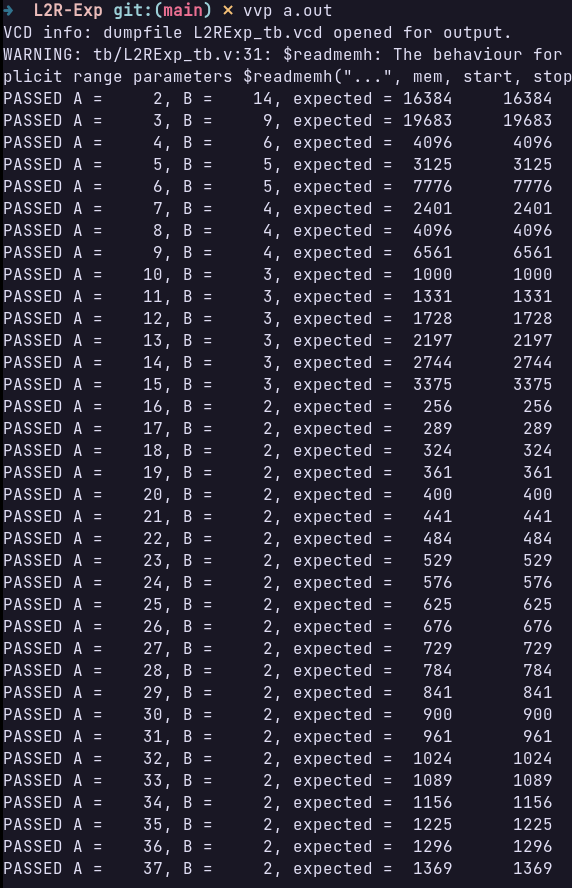 → L2R-Exp git:(main) × vvp a.out
VCD info: dumpfile L2RExp_tb.vcd opened for output.
WARNING: tb/L2RExp_tb.v:31: $readmemh: The behaviour for
plicit range parameters $readmemh("...", mem, start, stop
PASSED A = 2, B = 14, expected = 16384 16384
PASSED A = 3, B = 9, expected = 19683 19683
PASSED A = 4, B = 6, expected = 4096 4096
PASSED A = 5, B = 5, expected = 3125 3125
PASSED A = 6, B = 5, expected = 7776 7776
PASSED A = 7, B = 4, expected = 2401 2401
PASSED A = 8, B = 4, expected = 4096 4096
PASSED A = 9, B = 4, expected = 6561 6561
PASSED A = 10, B = 3, expected = 1000 1000
PASSED A = 11, B = 3, expected = 1331 1331
PASSED A = 12, B = 3, expected = 1728 1728
PASSED A = 13, B = 3, expected = 2197 2197
PASSED A = 14, B = 3, expected = 2744 2744
PASSED A = 15, B = 3, expected = 3375 3375
PASSED A = 16, B = 2, expected = 256 256
PASSED A = 17, B = 2, expected = 289 289
PASSED A = 18, B = 2, expected = 324 324
PASSED A = 19, B = 2, expected = 361 361
PASSED A = 20, B = 2, expected = 400 400
PASSED A = 21, B = 2, expected = 441 441
PASSED A = 22, B = 2, expected = 484 484
PASSED A = 23, B = 2, expected = 529 529
PASSED A = 24, B = 2, expected = 576 576
PASSED A = 25, B = 2, expected = 625 625
PASSED A = 26, B = 2, expected = 676 676
PASSED A = 27, B = 2, expected = 729 729
PASSED A = 28, B = 2, expected = 784 784
PASSED A = 29, B = 2, expected = 841 841
PASSED A = 30, B = 2, expected = 900 900
PASSED A = 31, B = 2, expected = 961 961
PASSED A = 32, B = 2, expected = 1024 1024
PASSED A = 33, B = 2, expected = 1089 1089
PASSED A = 34, B = 2, expected = 1156 1156
PASSED A = 35, B = 2, expected = 1225 1225
PASSED A = 36, B = 2, expected = 1296 1296
PASSED A = 37, B = 2, expected = 1369 1369